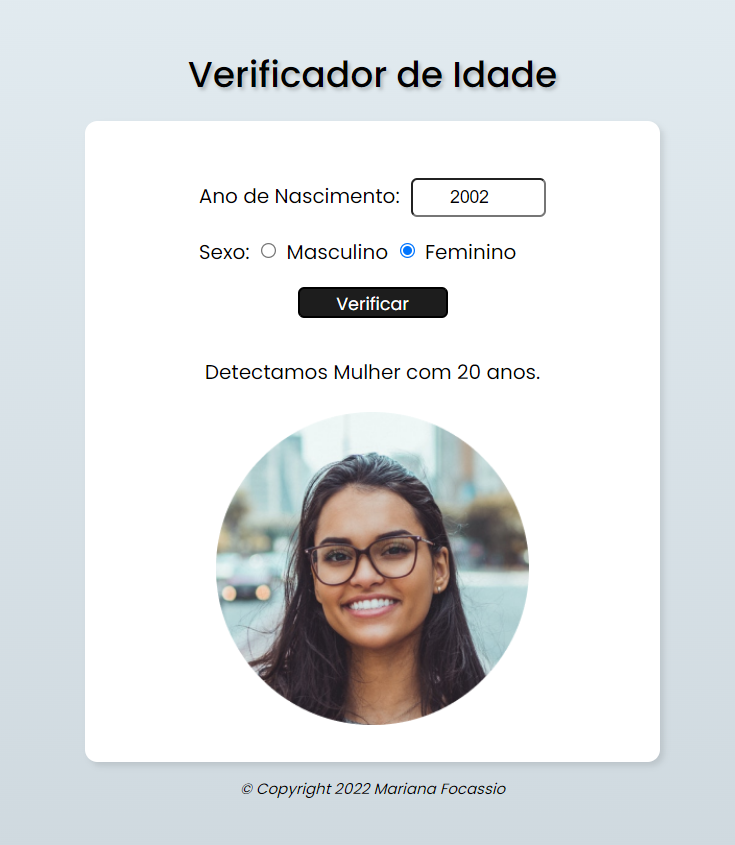 Verificador de Idade
Ano de Nascimento: 2002
Sexo: Masculino Feminino
Verificar
Detectamos Mulher com 20 anos.
© Copyright 2022 Mariana Focassio